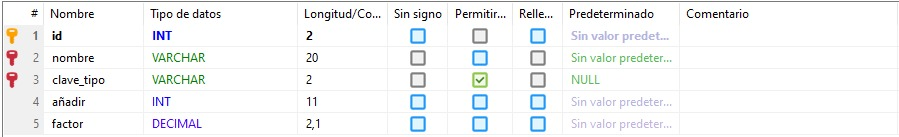 # Nombre Tipo de datos Longitud/Co... Sin signo Permitir... Relle... Predeterminado Comentario
1 id INT 2 Sin valor predet...
2 nombre VARCHAR 20 Sin valor predeter...
3 clave_tipo VARCHAR 2 NULL
4 añadir INT 11 Sin valor predeter...
5 factor DECIMAL 2,1 Sin valor predeter...